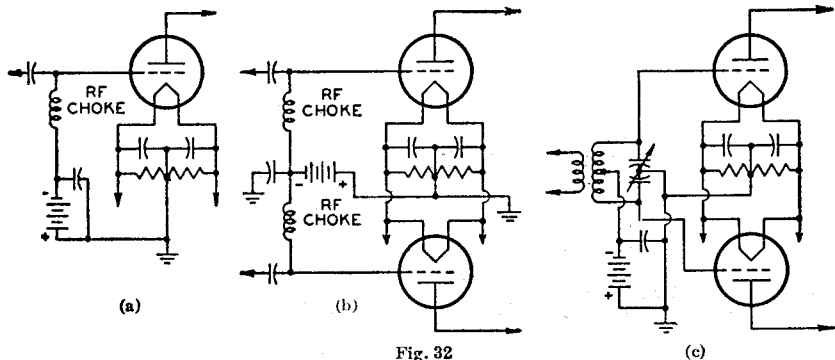 RF
CHOKE
(a)
RF
CHOKE
- +
RF
CHOKE
(b)
-
+
-
+
(c)
Fig. 32